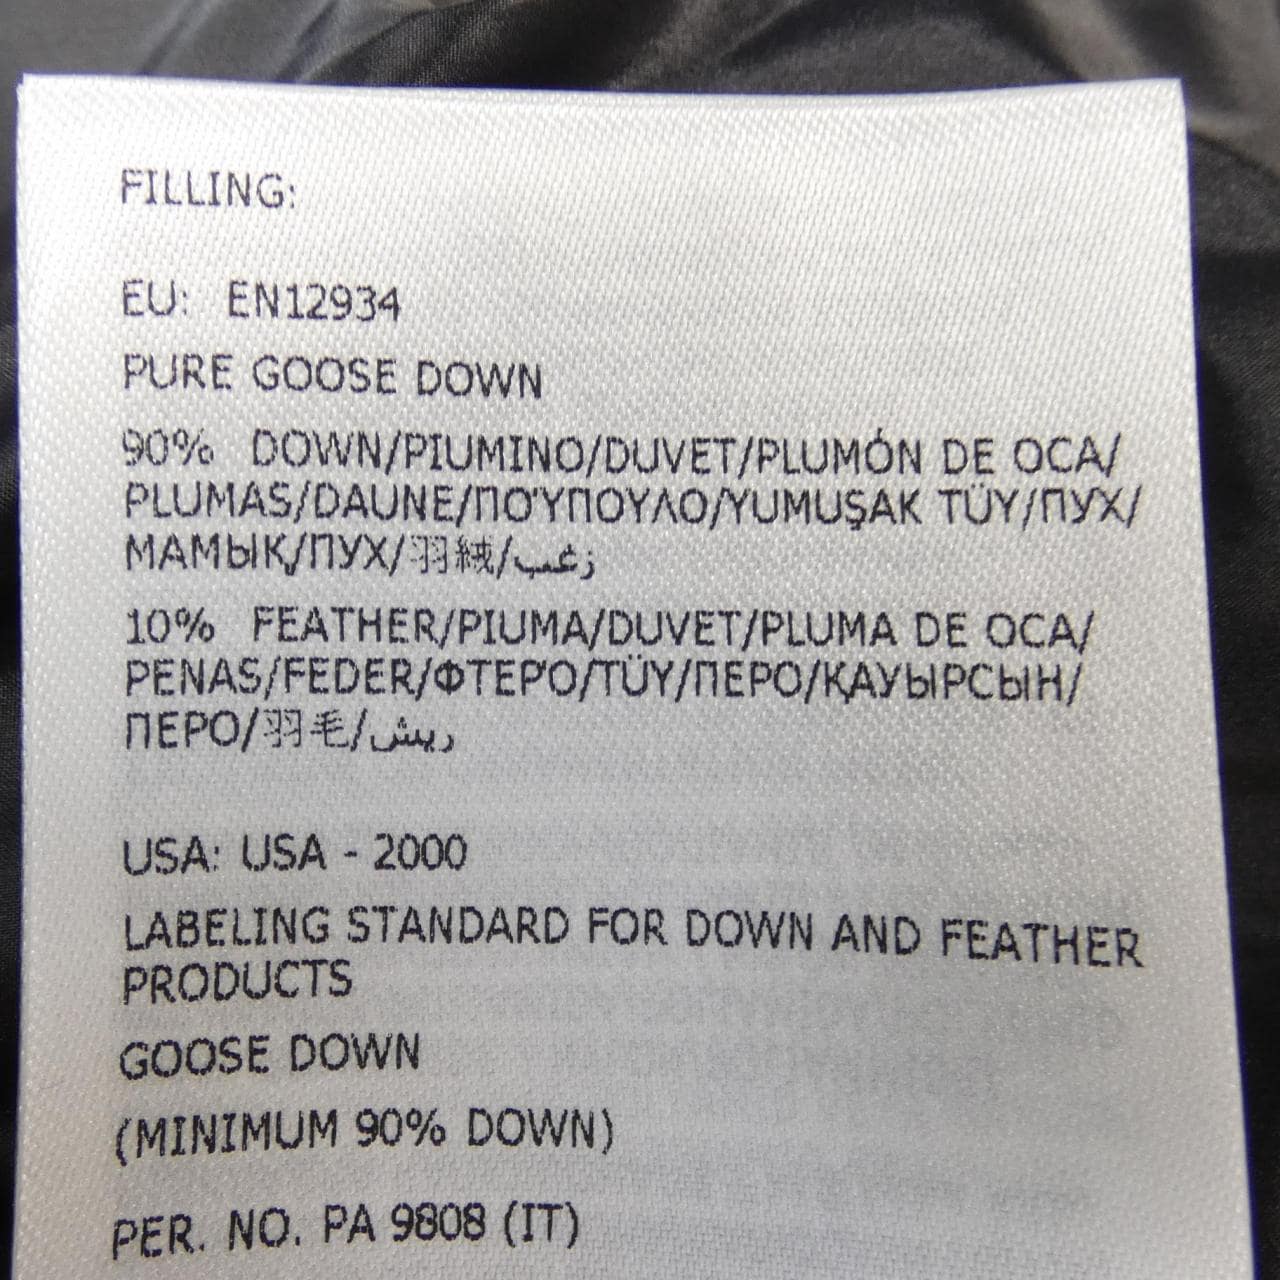 FILLING:
EU: EN12934
PURE GOOSE DOWN
90% DOWN/PIUMINO/DUVET/PLUMÓN DE OCA/
PLUMAS/DAUNE/ΠΟΎΠΟΥΛΟ/YUMUŞAK TÜY/ПУХ/
МАМЫҚ/ПУХ/羽絨/زغب
10% FEATHER/PIUMA/DUVET/PLUMA DE OCA/
PENAS/FEDER/ΦΤΕΡΌ/TÜY/ПЕРО/ҚАУЫРСЫН/
ПЕРО/羽毛/ريش
USA: USA - 2000
LABELING STANDARD FOR DOWN AND FEATHER
PRODUCTS
GOOSE DOWN
(MINIMUM 90% DOWN)
PER. NO. PA 9808 (IT)